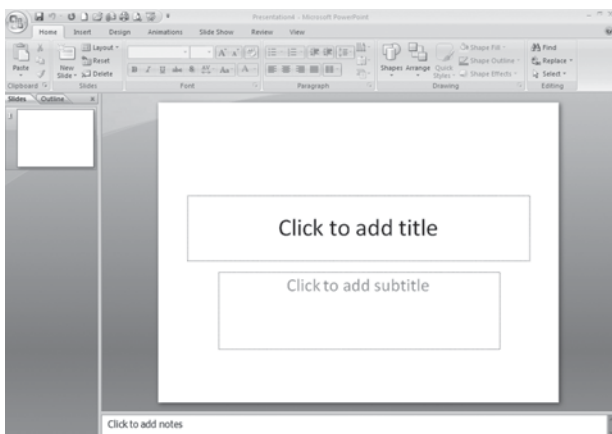 Presentation4 - Microsoft PowerPoint
Home Insert Design Animations Slide Show Review View
Paste
New Slide
Layout
Reset
Delete
Shapes Arrange Quick Styles
Shape Fill
Shape Outline
Shape Effects
Find
Replace
Select
Clipboard Slides Font Paragraph Drawing Editing
Slides Outline x
1
Click to add title
Click to add subtitle
Click to add notes